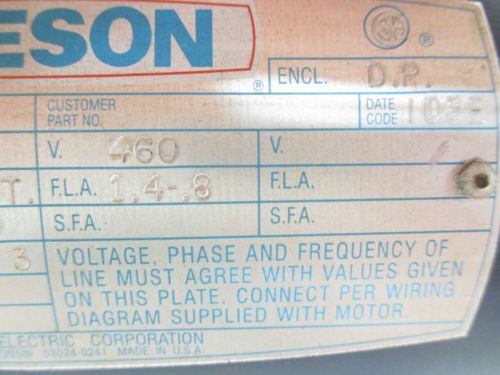 ESON
®
®
ENCL. D.P.
CUSTOMER
PART NO.
DATE
CODE
V. 460
V.
T.
F.L.A. 1.4-.8
F.L.A.
S.F.A.
S.F.A.
3
VOLTAGE, PHASE AND FREQUENCY OF
LINE MUST AGREE WITH VALUES GIVEN
ON THIS PLATE. CONNECT PER WIRING
DIAGRAM SUPPLIED WITH MOTOR.
ELECTRIC CORPORATION
53024-0241 MADE IN U.S.A